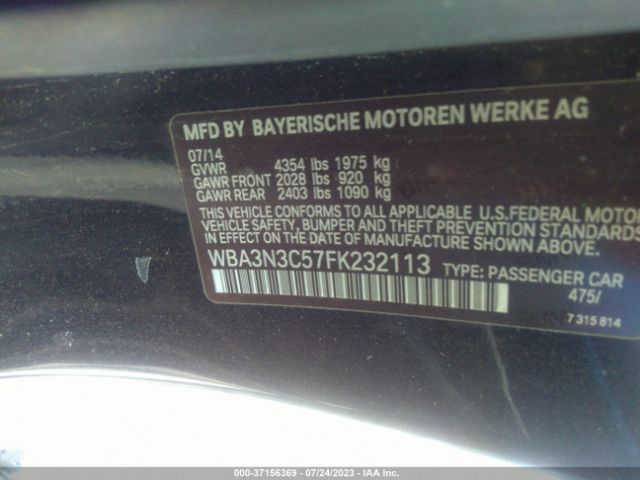 MFD BY BAYERISCHE MOTOREN WERKE AG
07/14
GVWR 4354 lbs 1975 kg
GAWR FRONT 2028 lbs 920 kg
GAWR REAR 2403 lbs 1090 kg
THIS VEHICLE CONFORMS TO ALL APPLICABLE U.S.FEDERAL MOTOR
VEHICLE SAFETY, BUMPER AND THEFT PREVENTION STANDARDS
IN EFFECT ON THE DATE OF MANUFACTURE SHOWN ABOVE.
WBA3N3C57FK232113 TYPE: PASSENGER CAR
475/
7 315 814
000-37156369 - 07/24/2023 - IAA Inc.